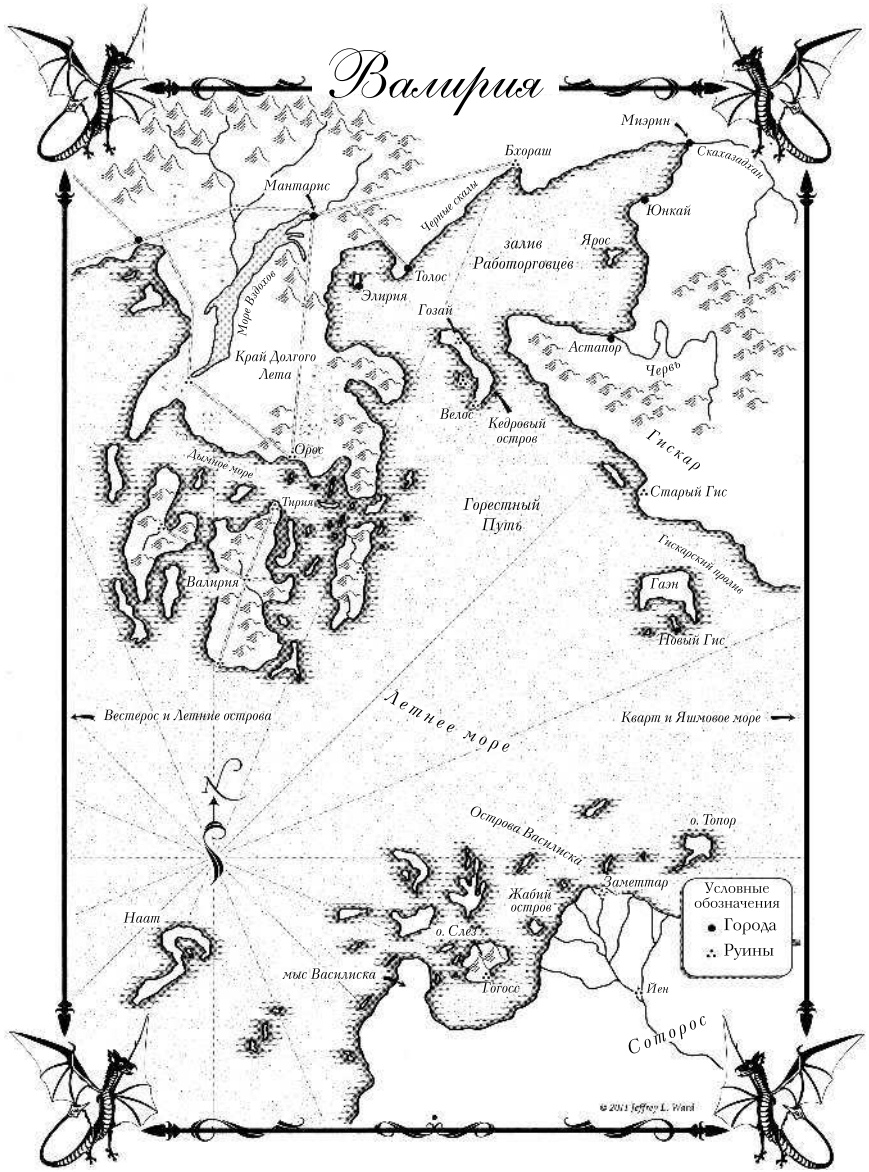 Валирия
Миэрин
Скахазадхан
Бхораш
Мантарис
Черные скалы
Юнкай
залив
Работорговцев
Ярос
Толос
Элирия
Море Вздохов
Гозай
Край Долгого
Лета
Астапор
Червь
Велос
Кедровый
остров
Гискар
Орос
Дымное море
Тирия
Старый Гис
Горестный
Путь
Гискарский пролив
Валирия
Гаэн
Новый Гис
Вестерос и Летние острова
Летнее море
Кварт и Яшмовое море
N
Острова Василиска
о. Топор
Заметтар
Жабий
остров
Условные
обозначения
Города
Руины
Наат
о. Слез
мыс Василиска
Гогосс
Йен
Соторос
© 2011 Jeffrey L. Ward